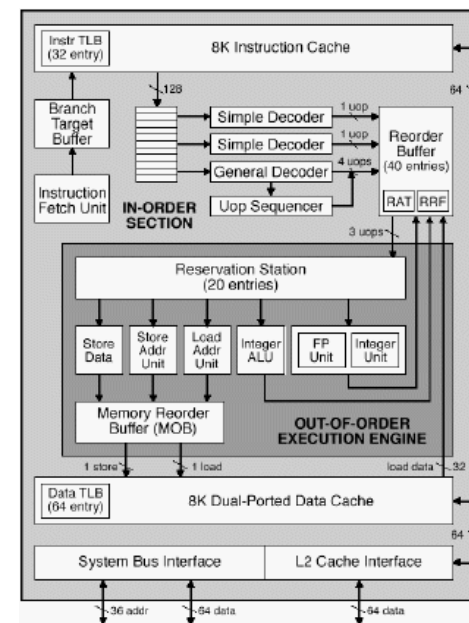 Instr TLB
(32 entry)
8K Instruction Cache
64
128
Branch
Target
Buffer
Simple Decoder
1 uop
Simple Decoder
1 uop
General Decoder
4 uops
Uop Sequencer
Reorder
Buffer
(40 entries)
RAT
RRF
Instruction
Fetch Unit
IN-ORDER
SECTION
3 uops
Reservation Station
(20 entries)
Store
Data
Store
Addr
Unit
Load
Addr
Unit
Integer
ALU
FP
Unit
Integer
Unit
Memory Reorder
Buffer (MOB)
OUT-OF-ORDER
EXECUTION ENGINE
1 store
1 load
load data
32
Data TLB
(64 entry)
8K Dual-Ported Data Cache
64
System Bus Interface
L2 Cache Interface
36 addr
64 data
64 data